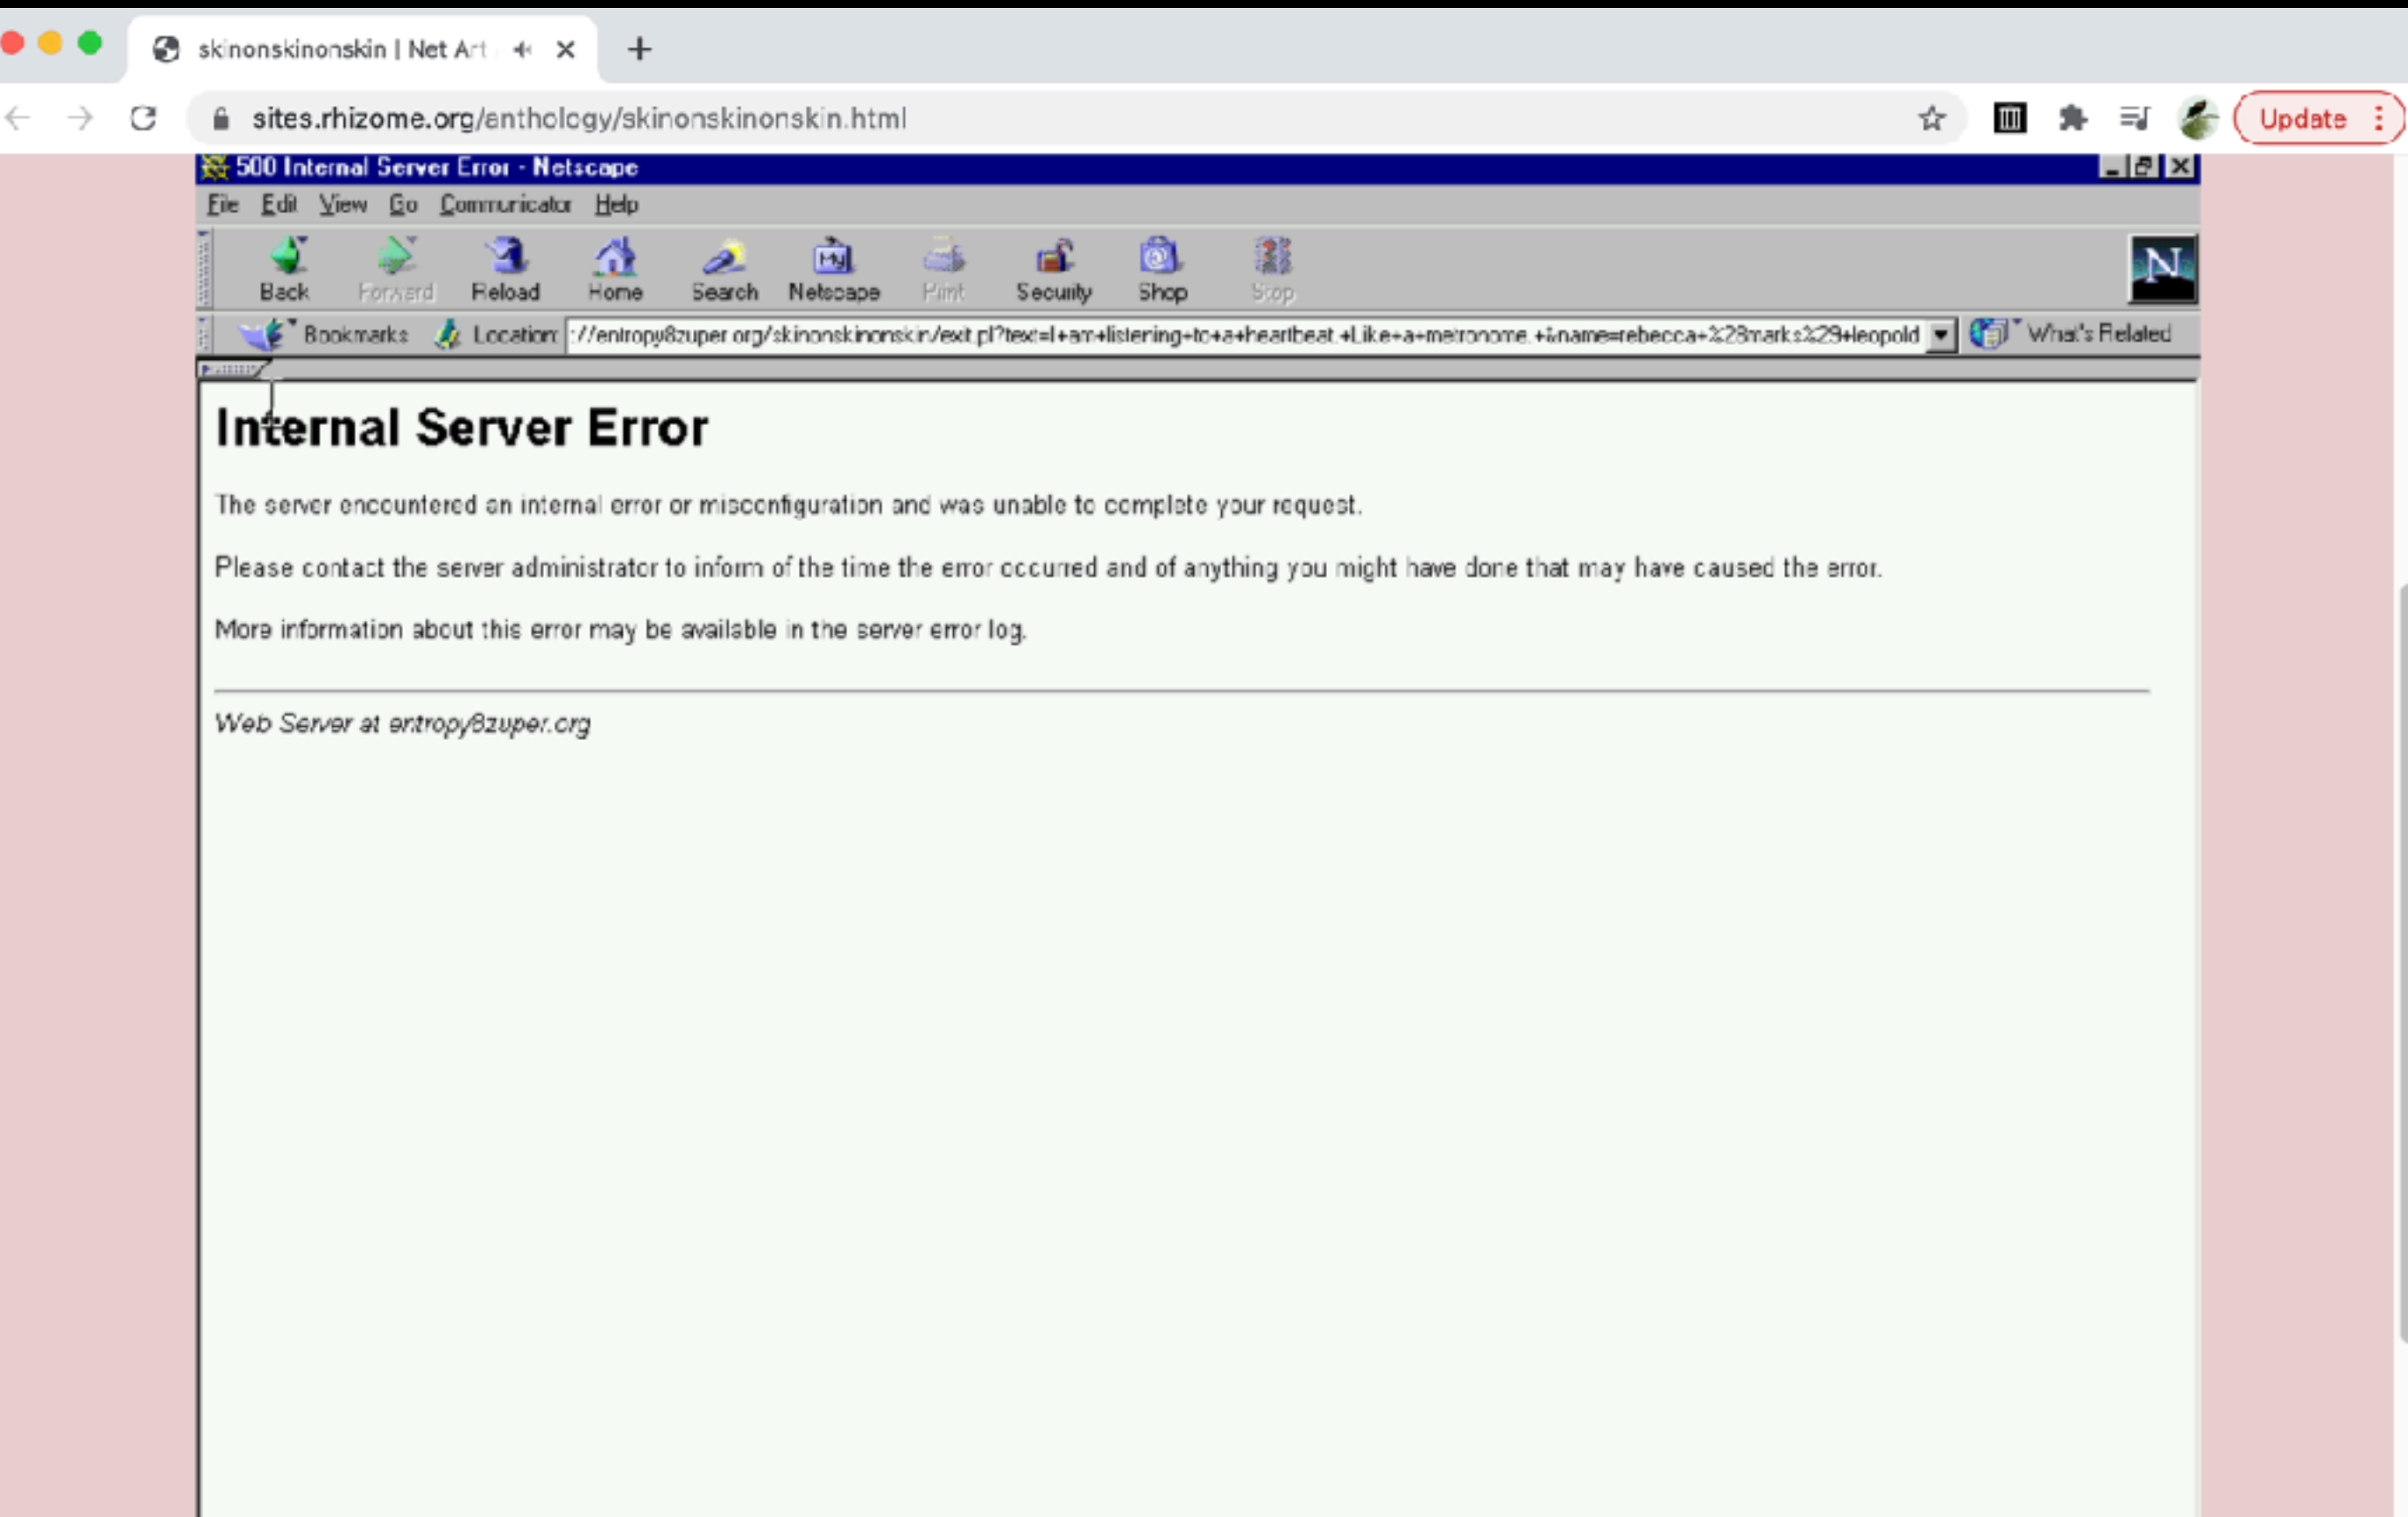 skinonskinonskin | Net Art
sites.rhizome.org/anthology/skinonskinonskin.html
Update
500 Internal Server Error - Netscape
File Edit View Go Communicator Help
Back Forward Reload Home Search Netscape Print Security Shop Stop
My
N
Bookmarks Location: ://entropy8zuper.org/skinonskinonskin/exit.pl?text=I+am+listening+to+a+heartbeat.+Like+a+metronome.+&name=rebecca+%28marks%29+leopold What's Related
Internal Server Error
The server encountered an internal error or misconfiguration and was unable to complete your request.
Please contact the server administrator to inform of the time the error occurred and of anything you might have done that may have caused the error.
More information about this error may be available in the server error log.
Web Server at entropy8zuper.org